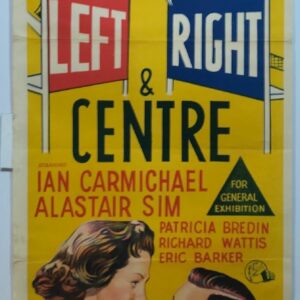 LEFT
RIGHT
&
CENTRE
IAN CARMICHAEL
ALASTAIR SIM
FOR
GENERAL
EXHIBITION
PATRICIA BREDIN
RICHARD WATTIS
ERIC BARKER